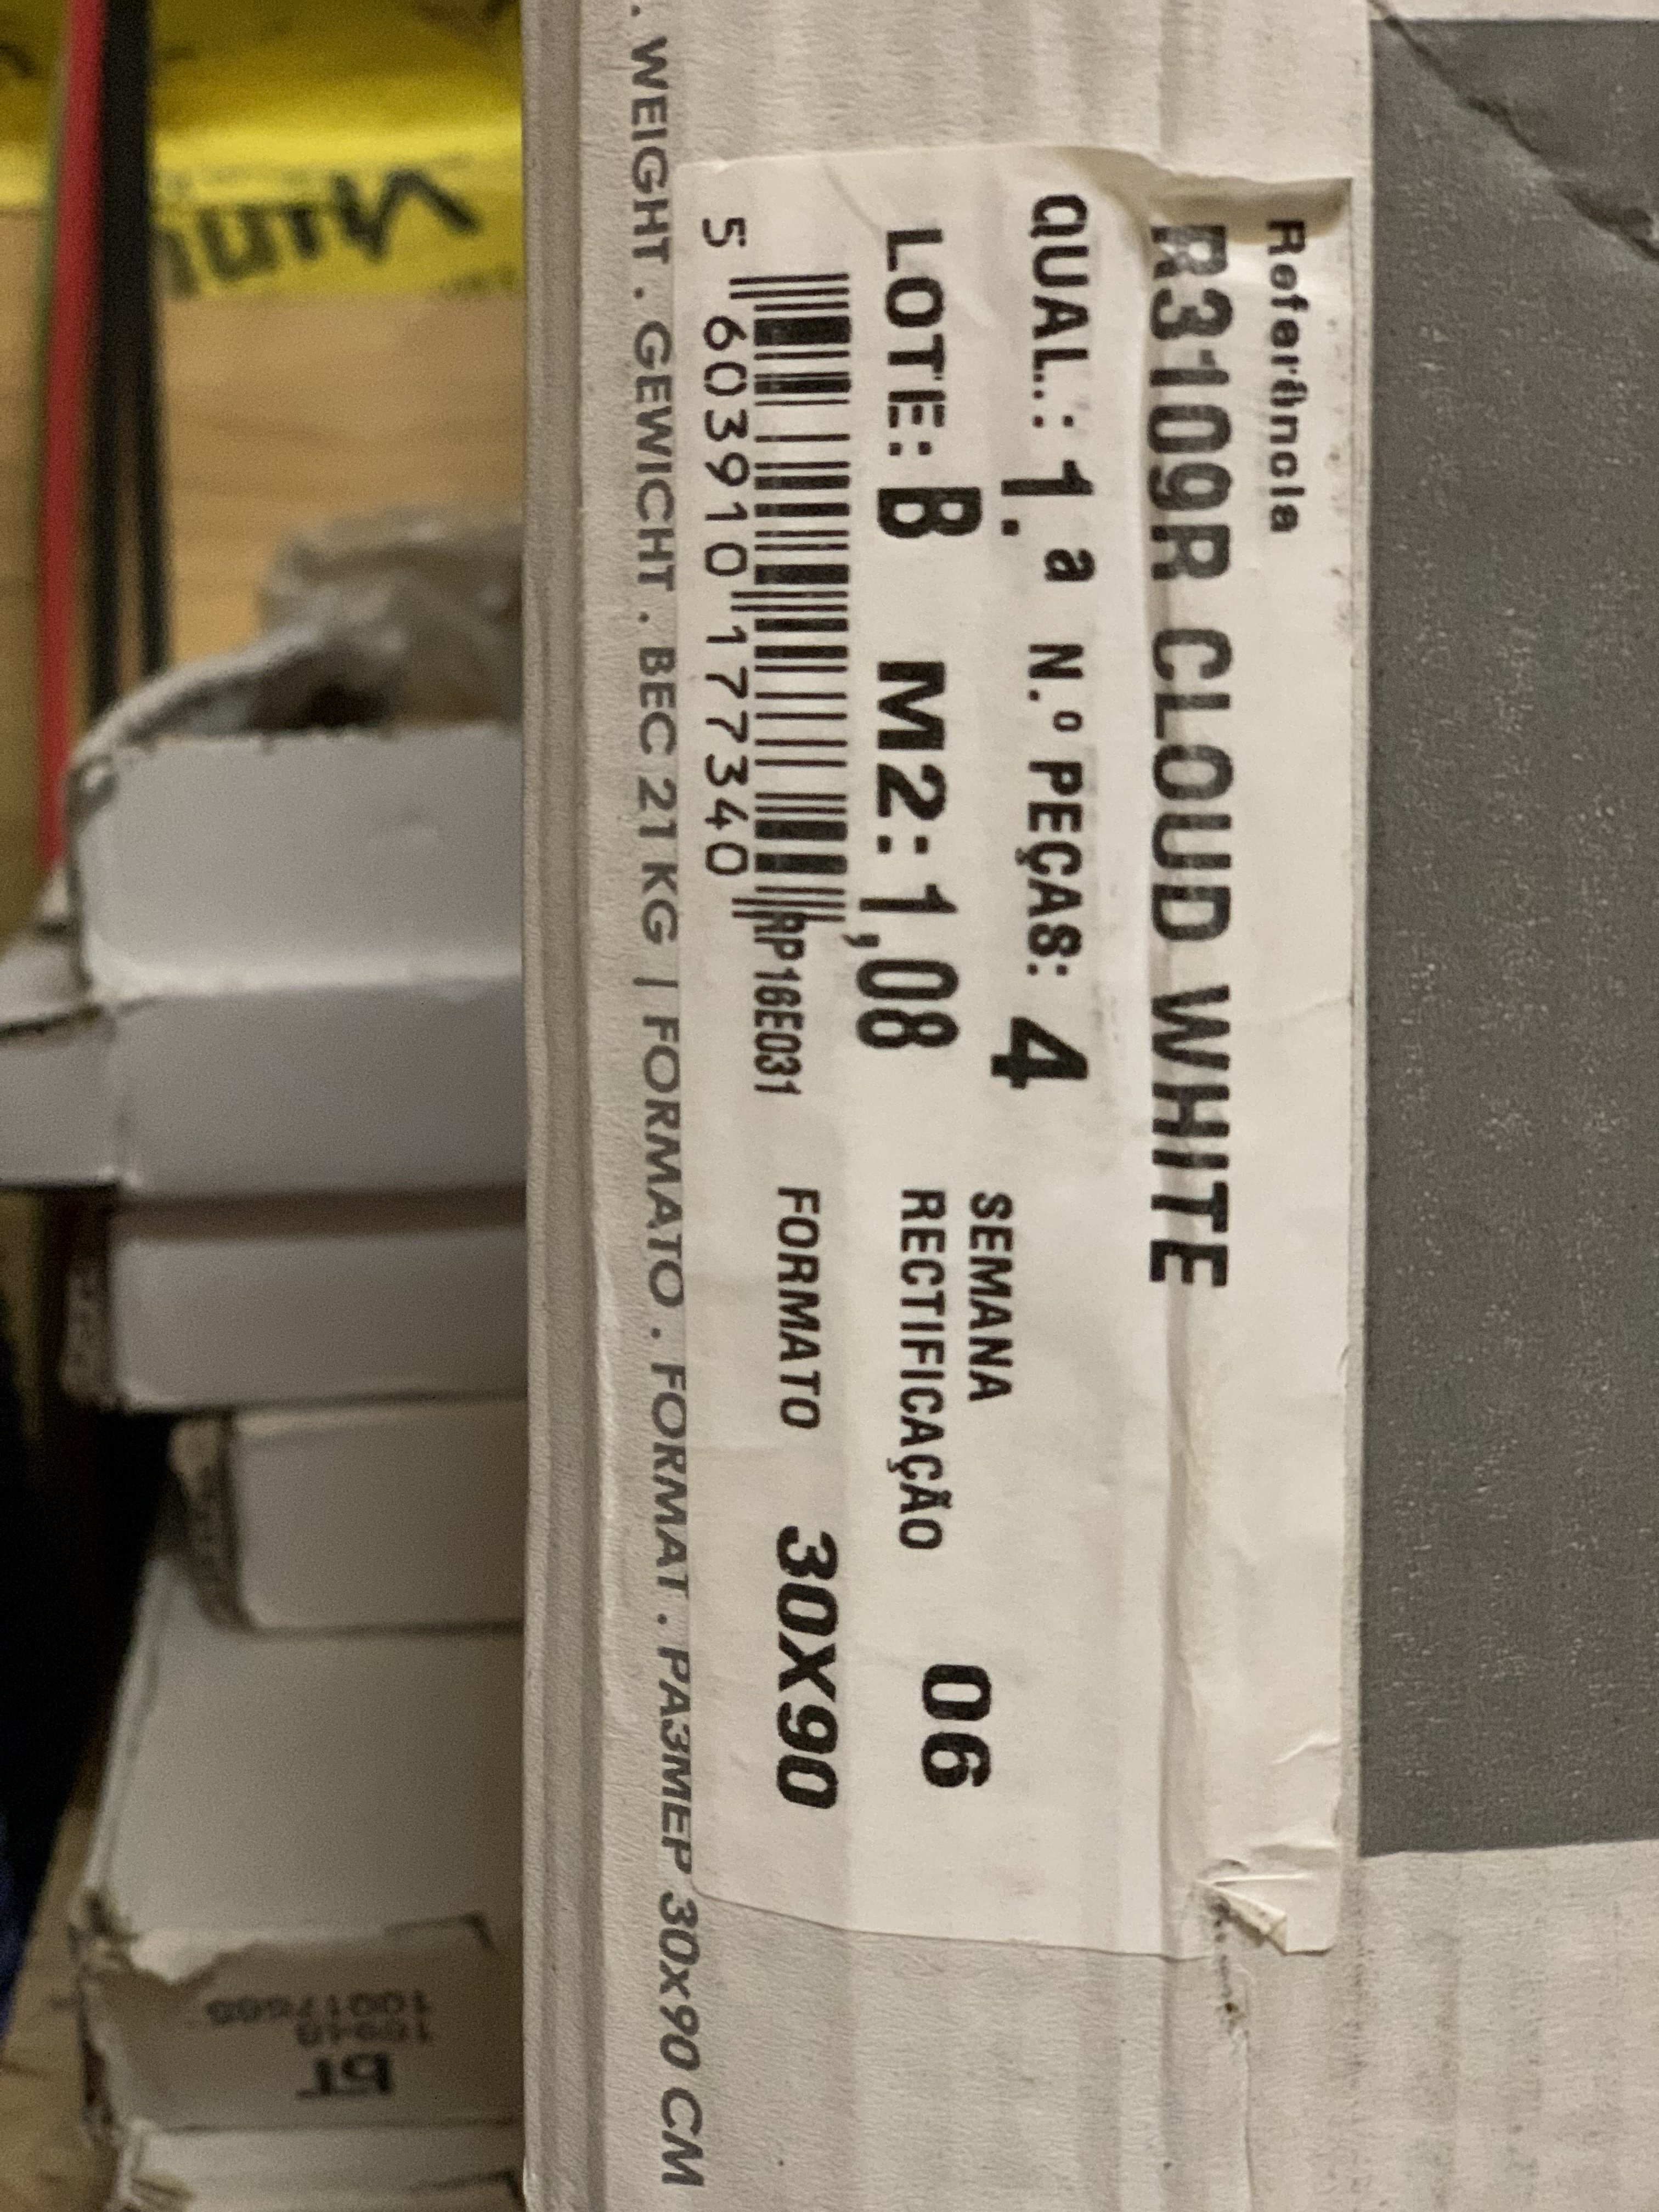 Referência
R3109R CLOUD WHITE
QUAL.: 1.ª N.º PEÇAS: 4
SEMANA
LOTE: B M2: 1,08
RECTIFICAÇÃO 06
RP16E031
FORMATO 30X90
5 603910 177340
. WEIGHT . GEWICHT . BEC 21 KG | FORMATO . FORMAT . РАЗМЕР 30x90 CM